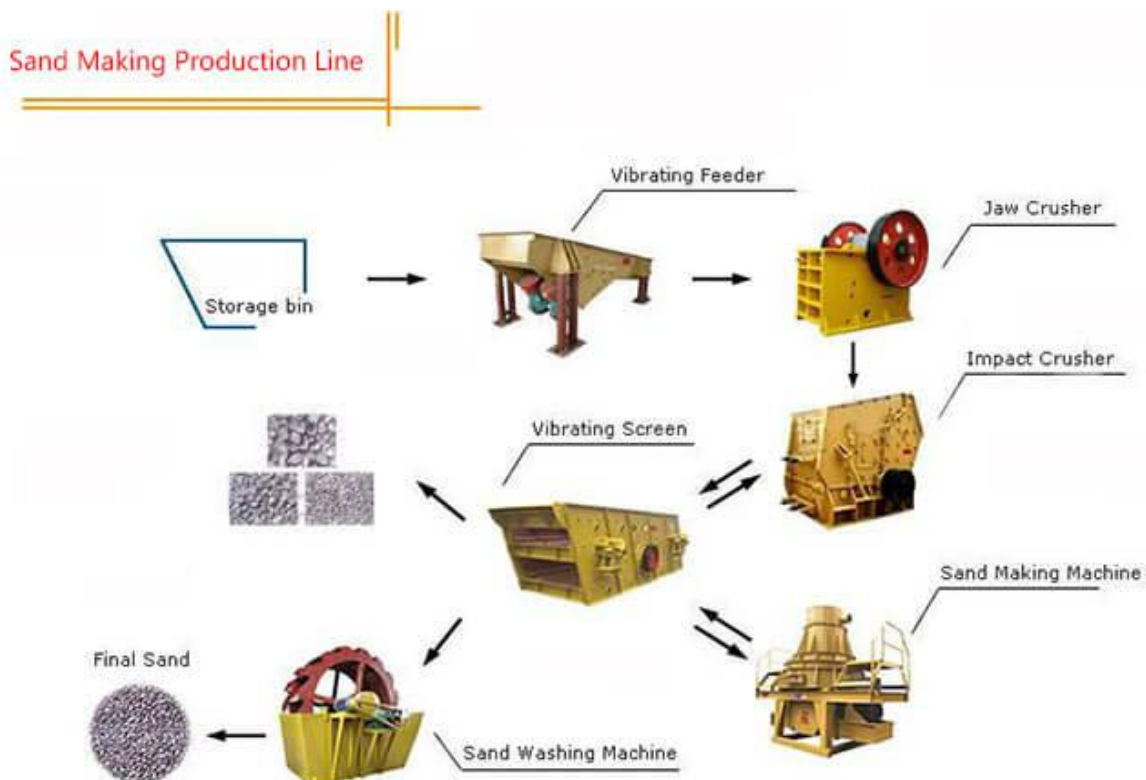 Sand Making Production Line
Vibrating Feeder
Jaw Crusher
Storage bin
Impact Crusher
Vibrating Screen
Sand Making Machine
Final Sand
Sand Washing Machine